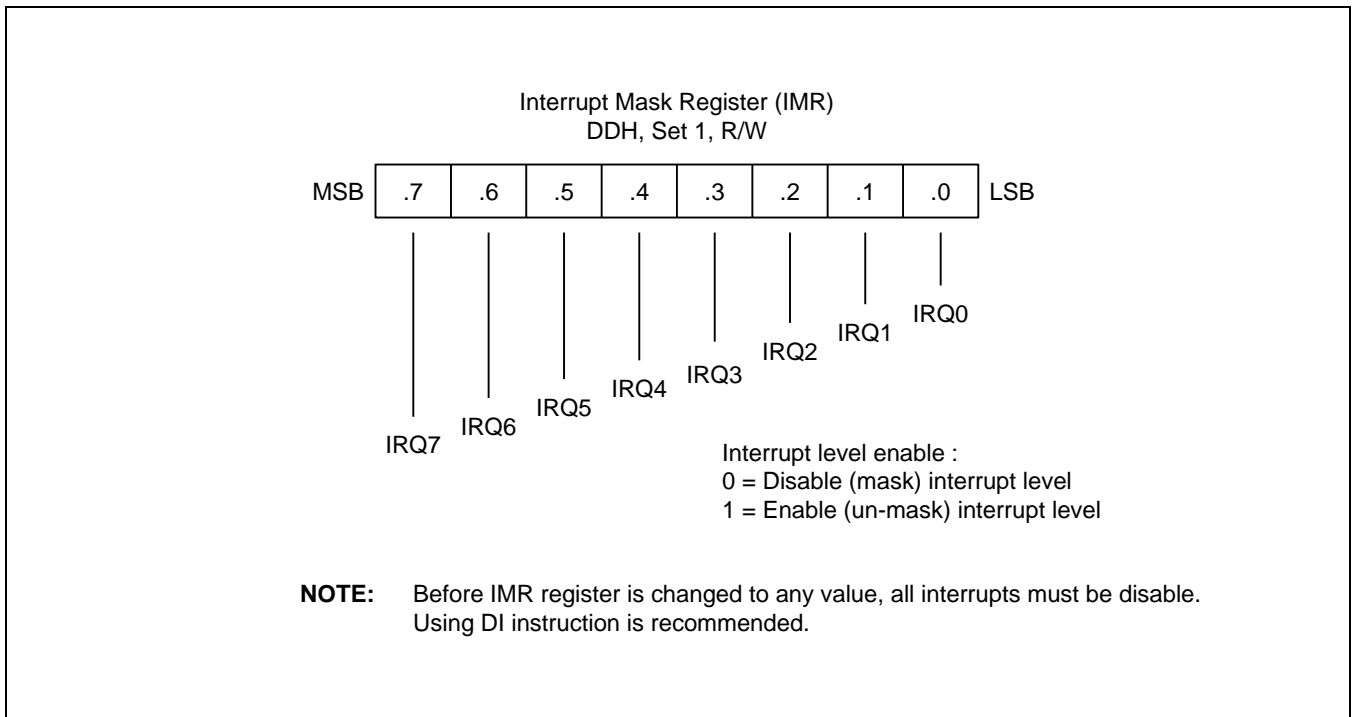 Interrupt Mask Register (IMR)
DDH, Set 1, R/W
MSB .7 .6 .5 .4 .3 .2 .1 .0 LSB
IRQ0
IRQ1
IRQ2
IRQ3
IRQ4
IRQ5
IRQ6
IRQ7
Interrupt level enable :
0 = Disable (mask) interrupt level
1 = Enable (un-mask) interrupt level
NOTE: Before IMR register is changed to any value, all interrupts must be disable.
Using DI instruction is recommended.